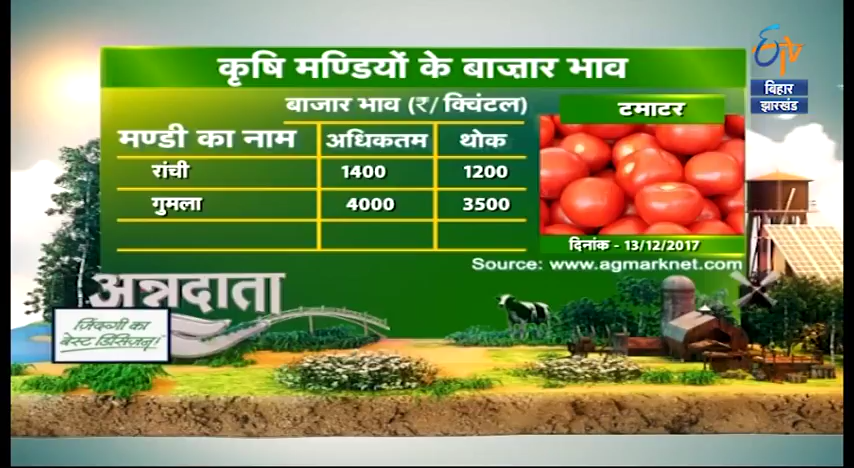 कृषि मण्डियों के बाज़ार भाव
ETV
बिहार
झारखंड
बाजार भाव (₹/ क्विंटल)
टमाटर
मण्डी का नाम अधिकतम थोक
रांची 1400 1200
गुमला 4000 3500
दिनांक - 13/12/2017
Source: www.agmarknet.com
अन्नदाता
ज़िंदगी का
बेस्ट डिसिज़न!